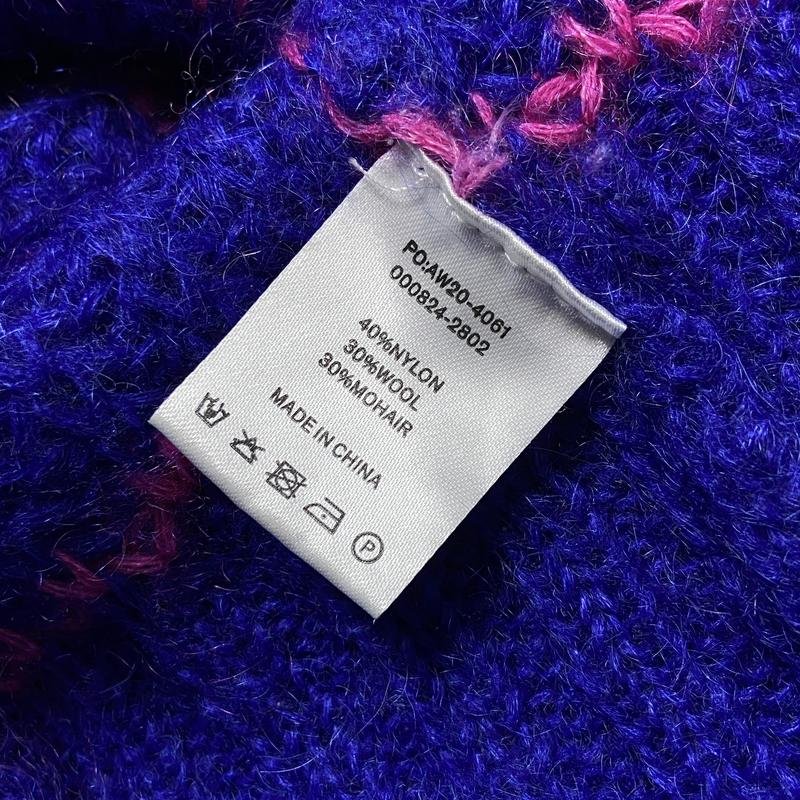 PO:AW20-4061
000824-2802
40%NYLON
30%WOOL
30%MOHAIR
MADE IN CHINA
P